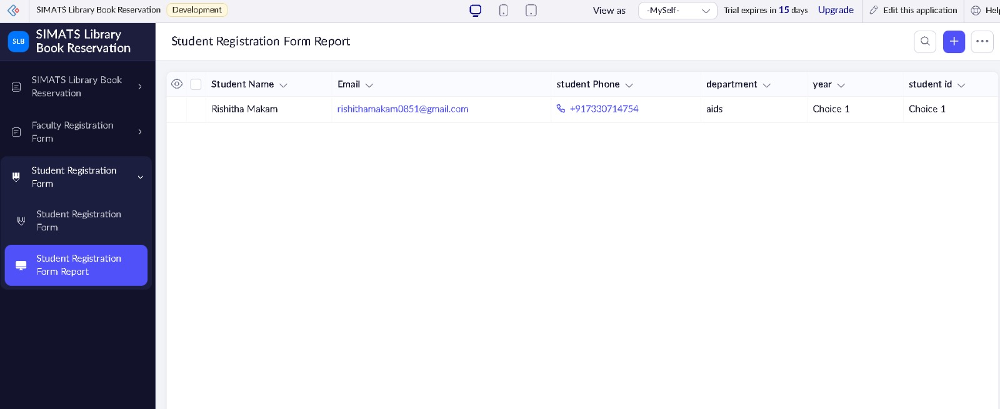 SIMATS Library Book Reservation Development View as -MySelf- Trial expires in 15 days Upgrade Edit this application Help
SLB SIMATS Library
Book Reservation
SIMATS Library Book
Reservation
Faculty Registration
Form
Student Registration
Form
Student Registration
Form
Student Registration
Form Report
Student Registration Form Report
Student Name Email student Phone department year student id
Rishitha Makam rishithamakam0851@gmail.com +917330714754 aids Choice 1 Choice 1